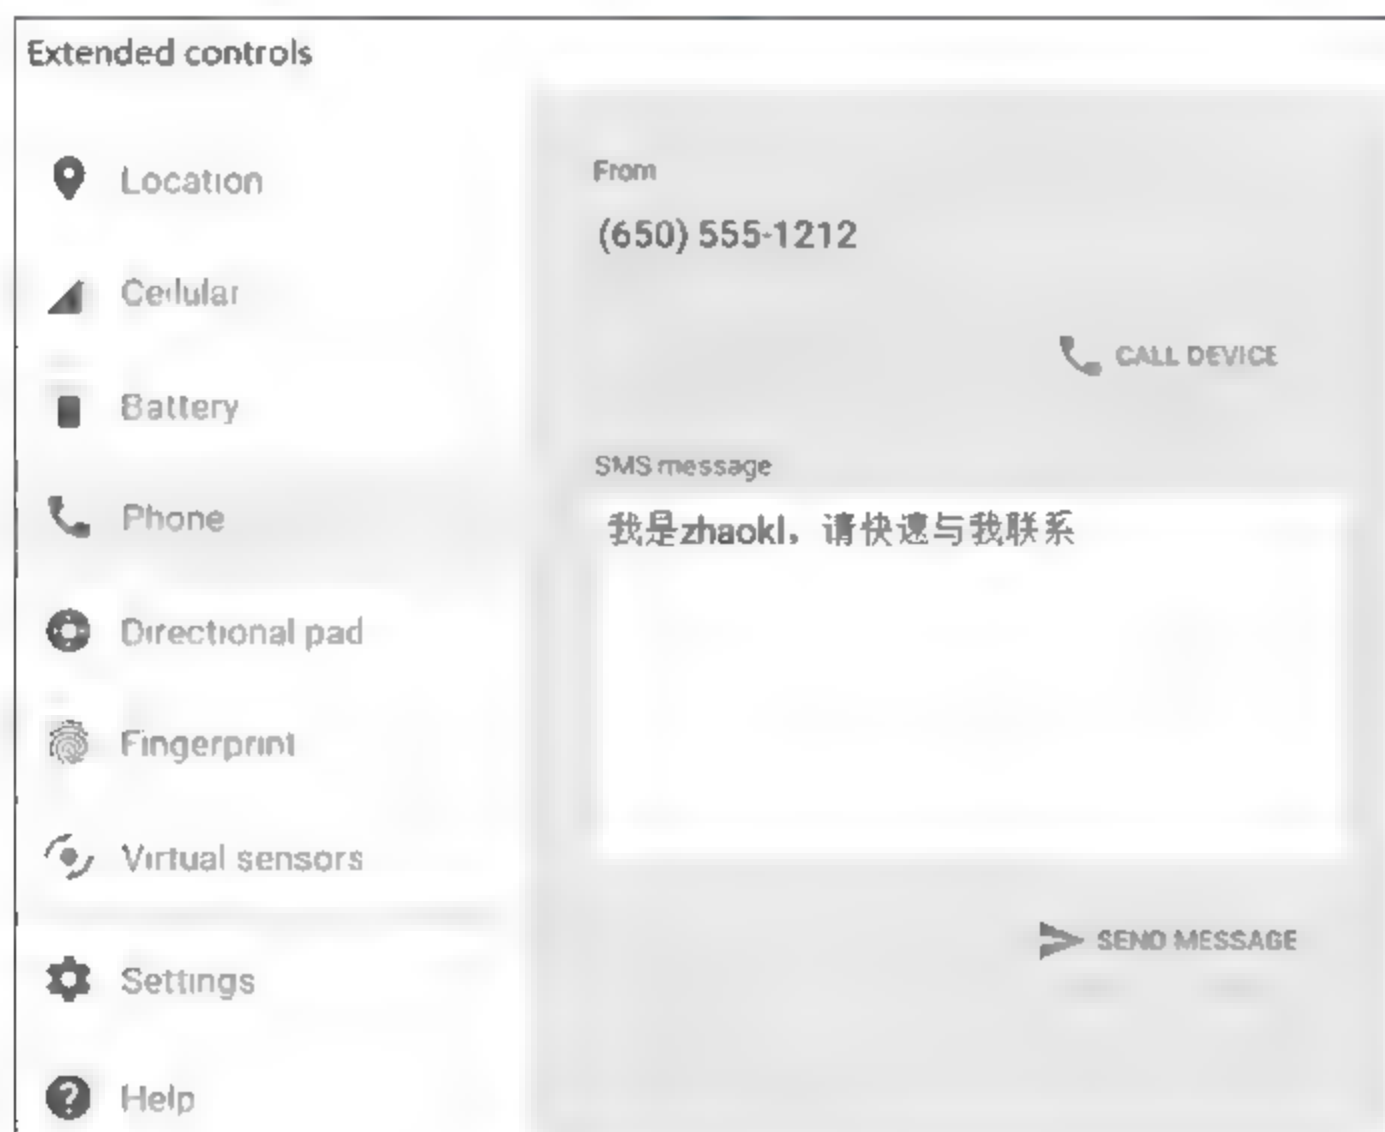 Extended controls
Location
Cellular
Battery
Phone
Directional pad
Fingerprint
Virtual sensors
Settings
Help
From
(650) 555-1212
CALL DEVICE
SMS message
我是zhaokl，请快速与我联系
SEND MESSAGE